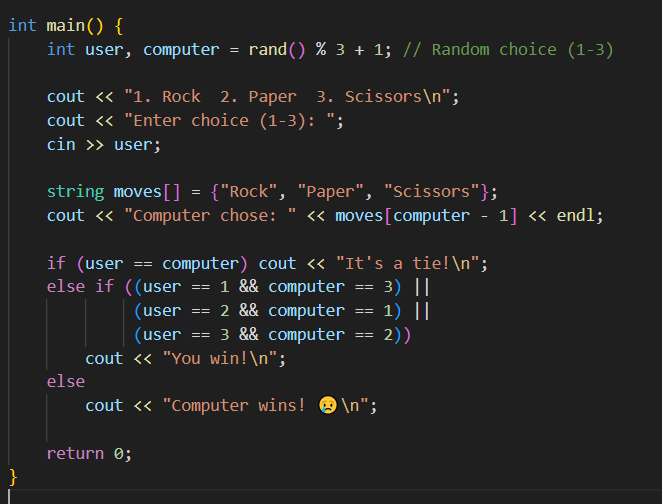 int main() {
    int user, computer = rand() % 3 + 1; // Random choice (1-3)

    cout << "1. Rock  2. Paper  3. Scissors\n";
    cout << "Enter choice (1-3): ";
    cin >> user;

    string moves[] = {"Rock", "Paper", "Scissors"};
    cout << "Computer chose: " << moves[computer - 1] << endl;

    if (user == computer) cout << "It's a tie!\n";
    else if ((user == 1 && computer == 3) ||
             (user == 2 && computer == 1) ||
             (user == 3 && computer == 2))
        cout << "You win!\n";
    else
        cout << "Computer wins! 😢\n";

    return 0;
}